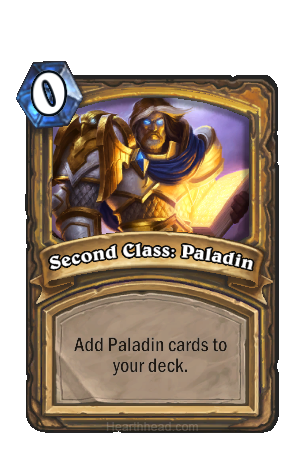 0
Second Class: Paladin
Add Paladin cards to
your deck.
Hearthhead.com